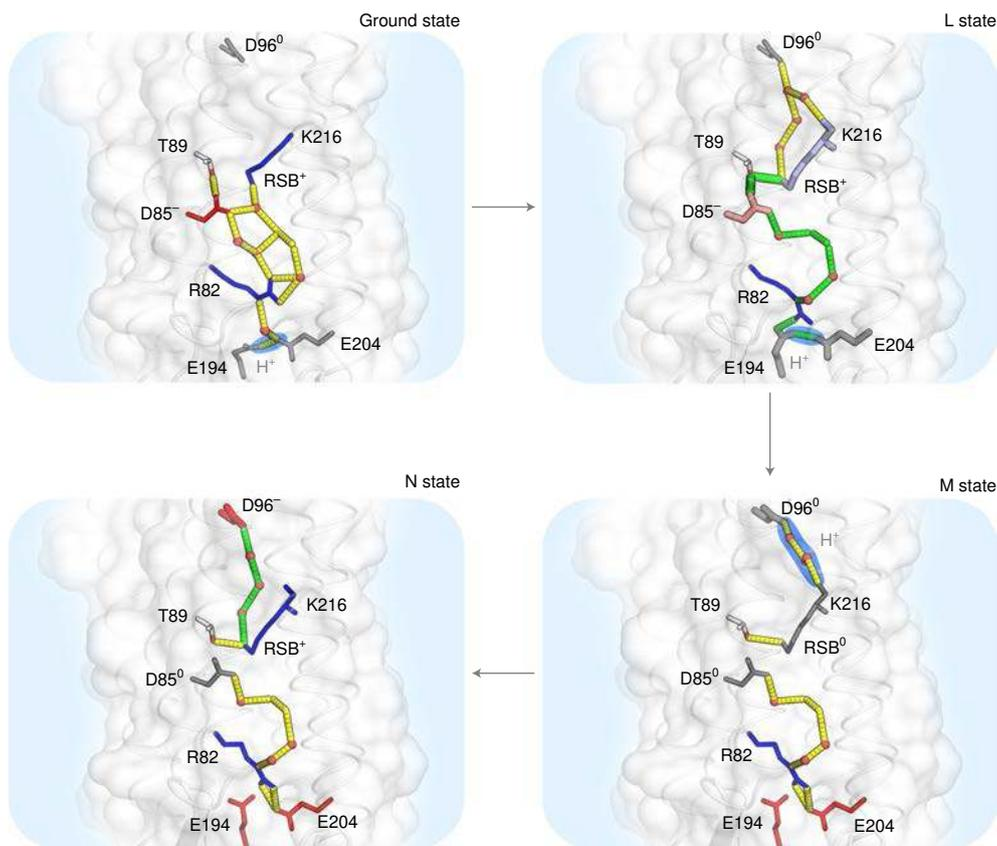 Ground state
D96⁰
T89
K216
RSB⁺
D85⁻
R82
E204
E194
H⁺
L state
D96⁰
T89
K216
RSB⁺
D85⁻
R82
E204
E194
H⁺
N state
D96⁻
T89
K216
RSB⁺
D85⁰
R82
E194
E204
M state
D96⁰
H⁺
T89
K216
RSB⁰
D85⁰
R82
E194
E204